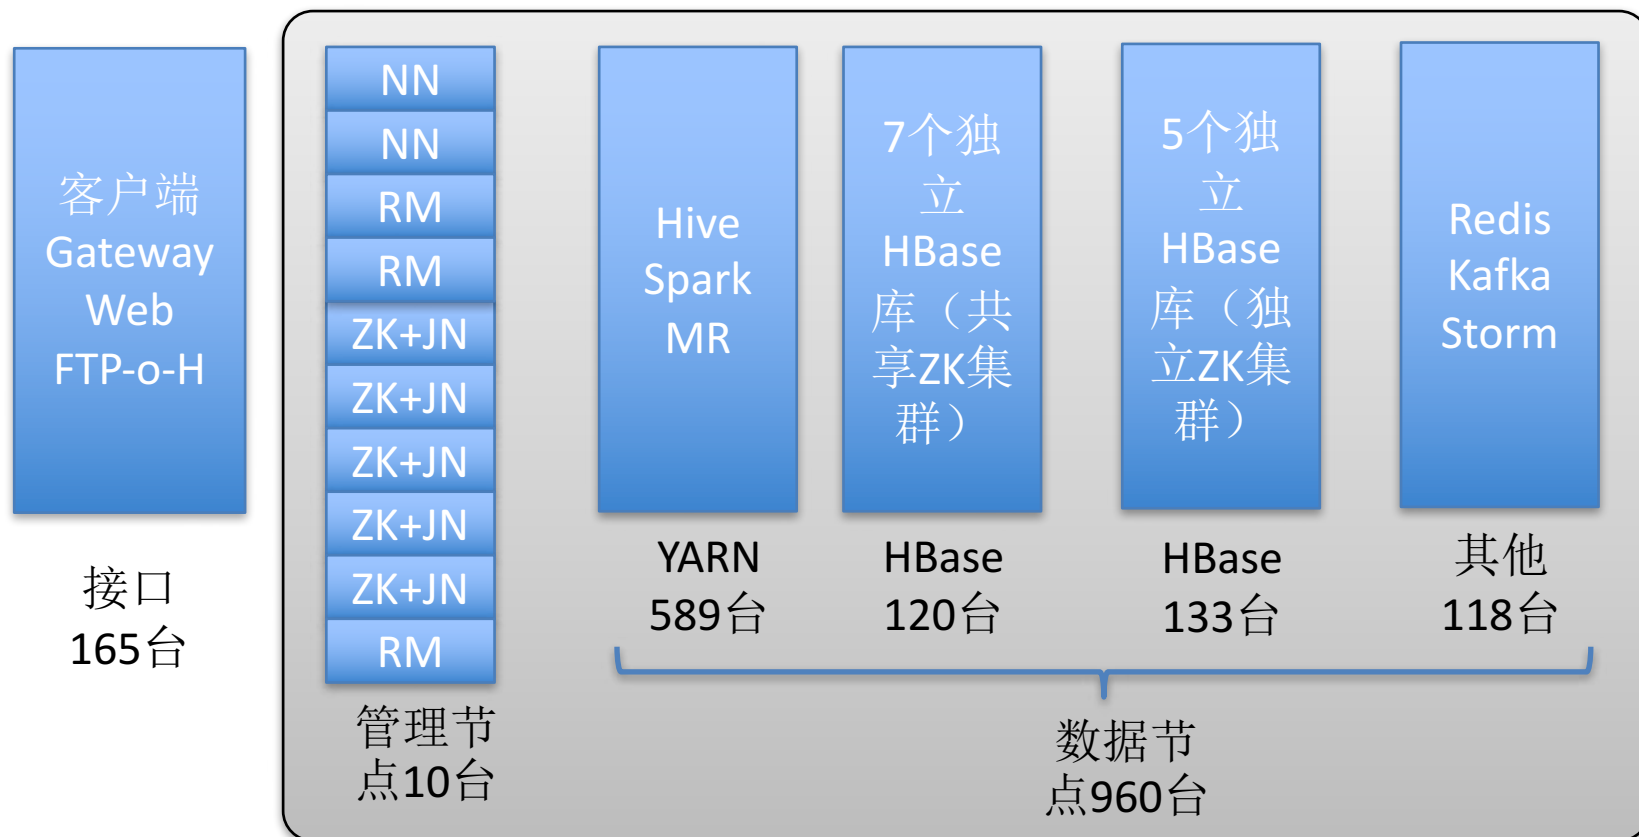 客户端
Gateway
Web
FTP-o-H
接口
165台
NN
NN
RM
RM
ZK+JN
ZK+JN
ZK+JN
ZK+JN
ZK+JN
RM
管理节
点10台
Hive
Spark
MR
YARN
589台
7个独
立
HBase
库（共
享ZK集
群）
HBase
120台
5个独
立
HBase
库（独
立ZK集
群）
HBase
133台
Redis
Kafka
Storm
其他
118台
数据节
点960台